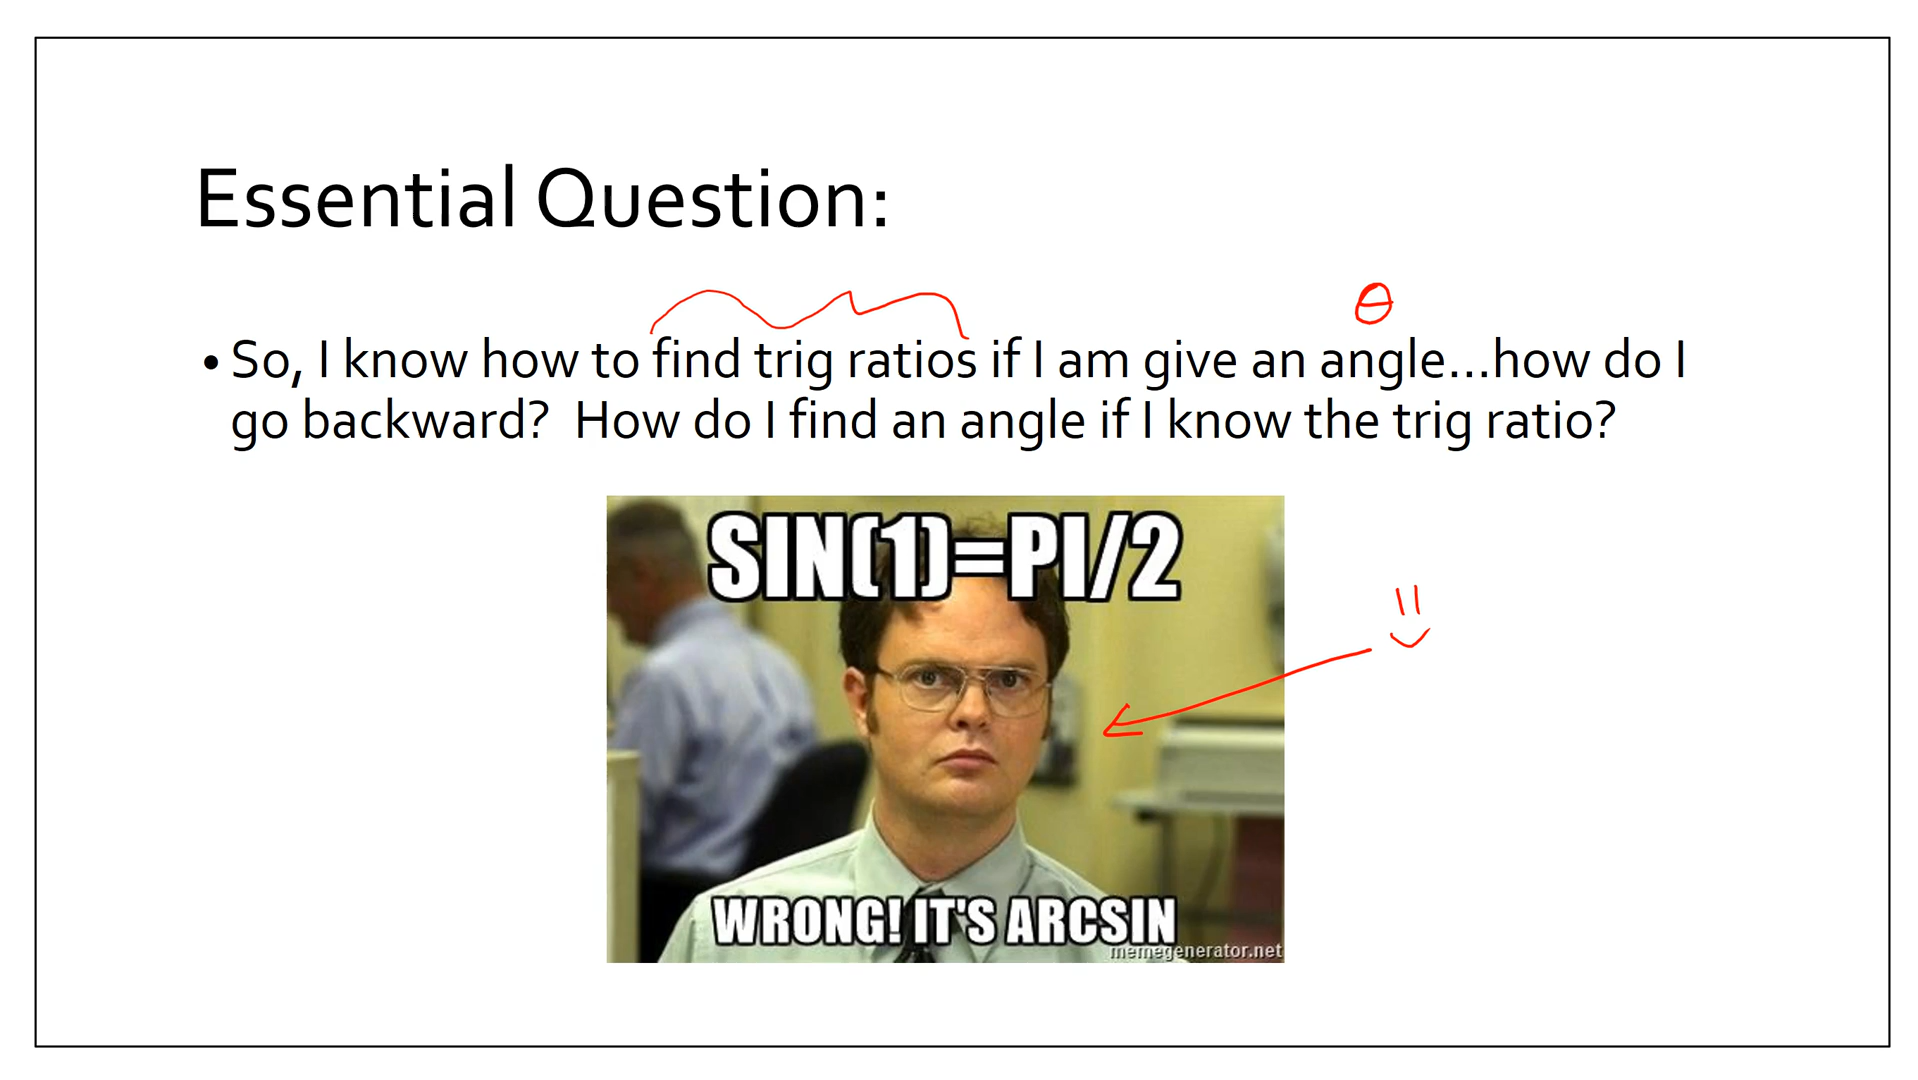 Essential Question:
θ
• So, I know how to find trig ratios if I am give an angle...how do I
go backward?  How do I find an angle if I know the trig ratio?
SIN(1)=PI/2
WRONG! IT'S ARCSIN
memegenerator.net